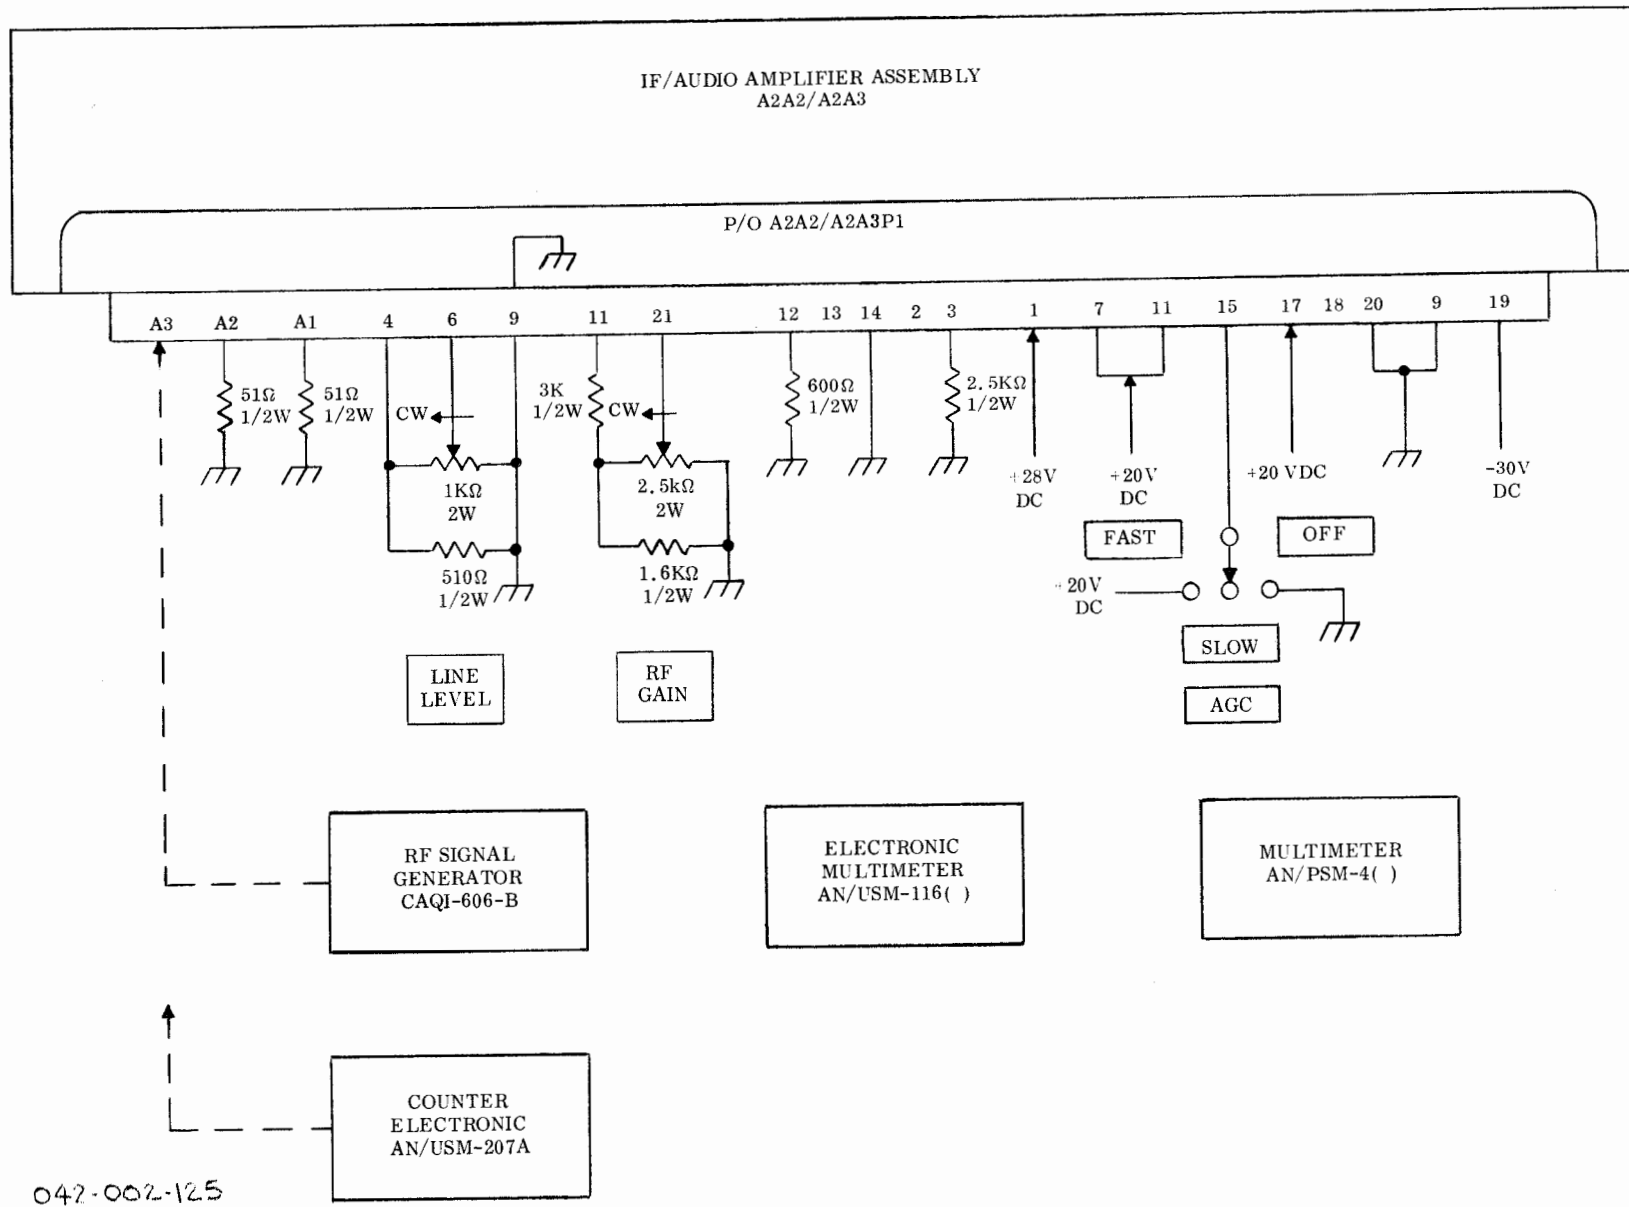 IF/AUDIO AMPLIFIER ASSEMBLY
A2A2/A2A3
P/O A2A2/A2A3P1
A3 A2 A1 4 6 9 11 21 12 13 14 2 3 1 7 11 15 17 18 20 9 19
51Ω
1/2W
51Ω
1/2W
CW
1KΩ
2W
510Ω
1/2W
3K
1/2W
CW
2.5kΩ
2W
1.6KΩ
1/2W
600Ω
1/2W
2.5KΩ
1/2W
+28V
DC
+20V
DC
+20 VDC
-30V
DC
FAST
OFF
+20V
DC
SLOW
AGC
LINE
LEVEL
RF
GAIN
RF SIGNAL
GENERATOR
CAQI-606-B
ELECTRONIC
MULTIMETER
AN/USM-116( )
MULTIMETER
AN/PSM-4( )
COUNTER
ELECTRONIC
AN/USM-207A
042-002-125